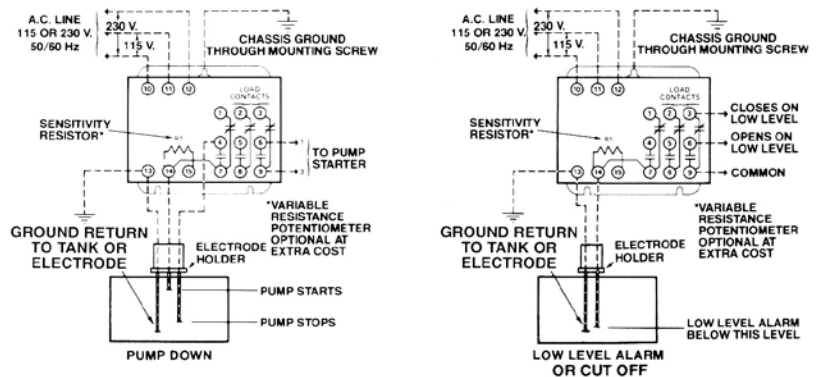 A.C. LINE
115 OR 230 V.
50/60 Hz
230 V.
115 V.
CHASSIS GROUND
THROUGH MOUNTING SCREW
10 11 12
LOAD
CONTACTS
1 2 3
SENSITIVITY
RESISTOR*
R1
4 5 6
1
TO PUMP
STARTER
3
13 14 15 7 8 9
*VARIABLE
RESISTANCE
POTENTIOMETER
OPTIONAL AT
EXTRA COST
GROUND RETURN
TO TANK OR
ELECTRODE
ELECTRODE
HOLDER
PUMP STARTS
PUMP STOPS
PUMP DOWN
A.C. LINE
115 OR 230 V.
50/60 Hz
230 V.
115 V.
CHASSIS GROUND
THROUGH MOUNTING SCREW
10 11 12
LOAD
CONTACTS
1 2 3
CLOSES ON
LOW LEVEL
SENSITIVITY
RESISTOR*
R1
4 5 6
OPENS ON
LOW LEVEL
13 14 15 7 8 9
COMMON
*VARIABLE
RESISTANCE
POTENTIOMETER
OPTIONAL AT
EXTRA COST
GROUND RETURN
TO TANK OR
ELECTRODE
ELECTRODE
HOLDER
LOW LEVEL ALARM
BELOW THIS LEVEL
LOW LEVEL ALARM
OR CUT OFF